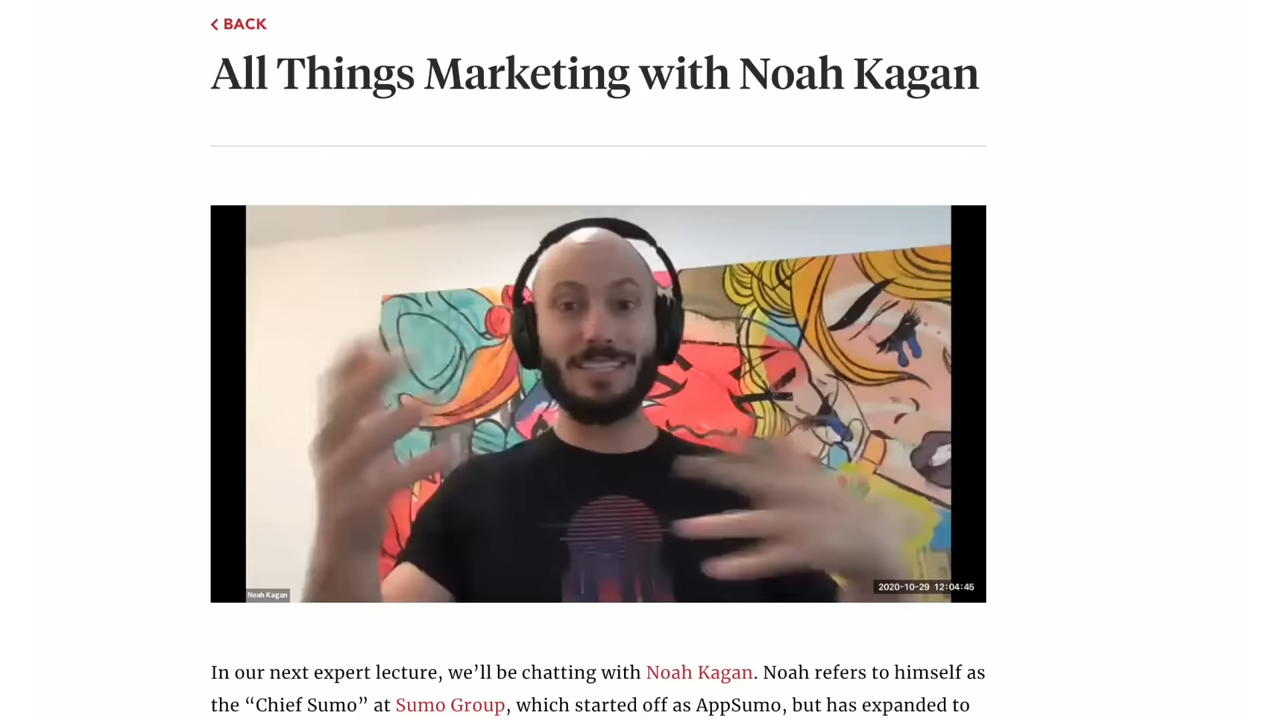 BACK
All Things Marketing with Noah Kagan
Noah Kagan
2020-10-29 12:04:45
In our next expert lecture, we’ll be chatting with Noah Kagan. Noah refers to himself as
the “Chief Sumo” at Sumo Group, which started off as AppSumo, but has expanded to